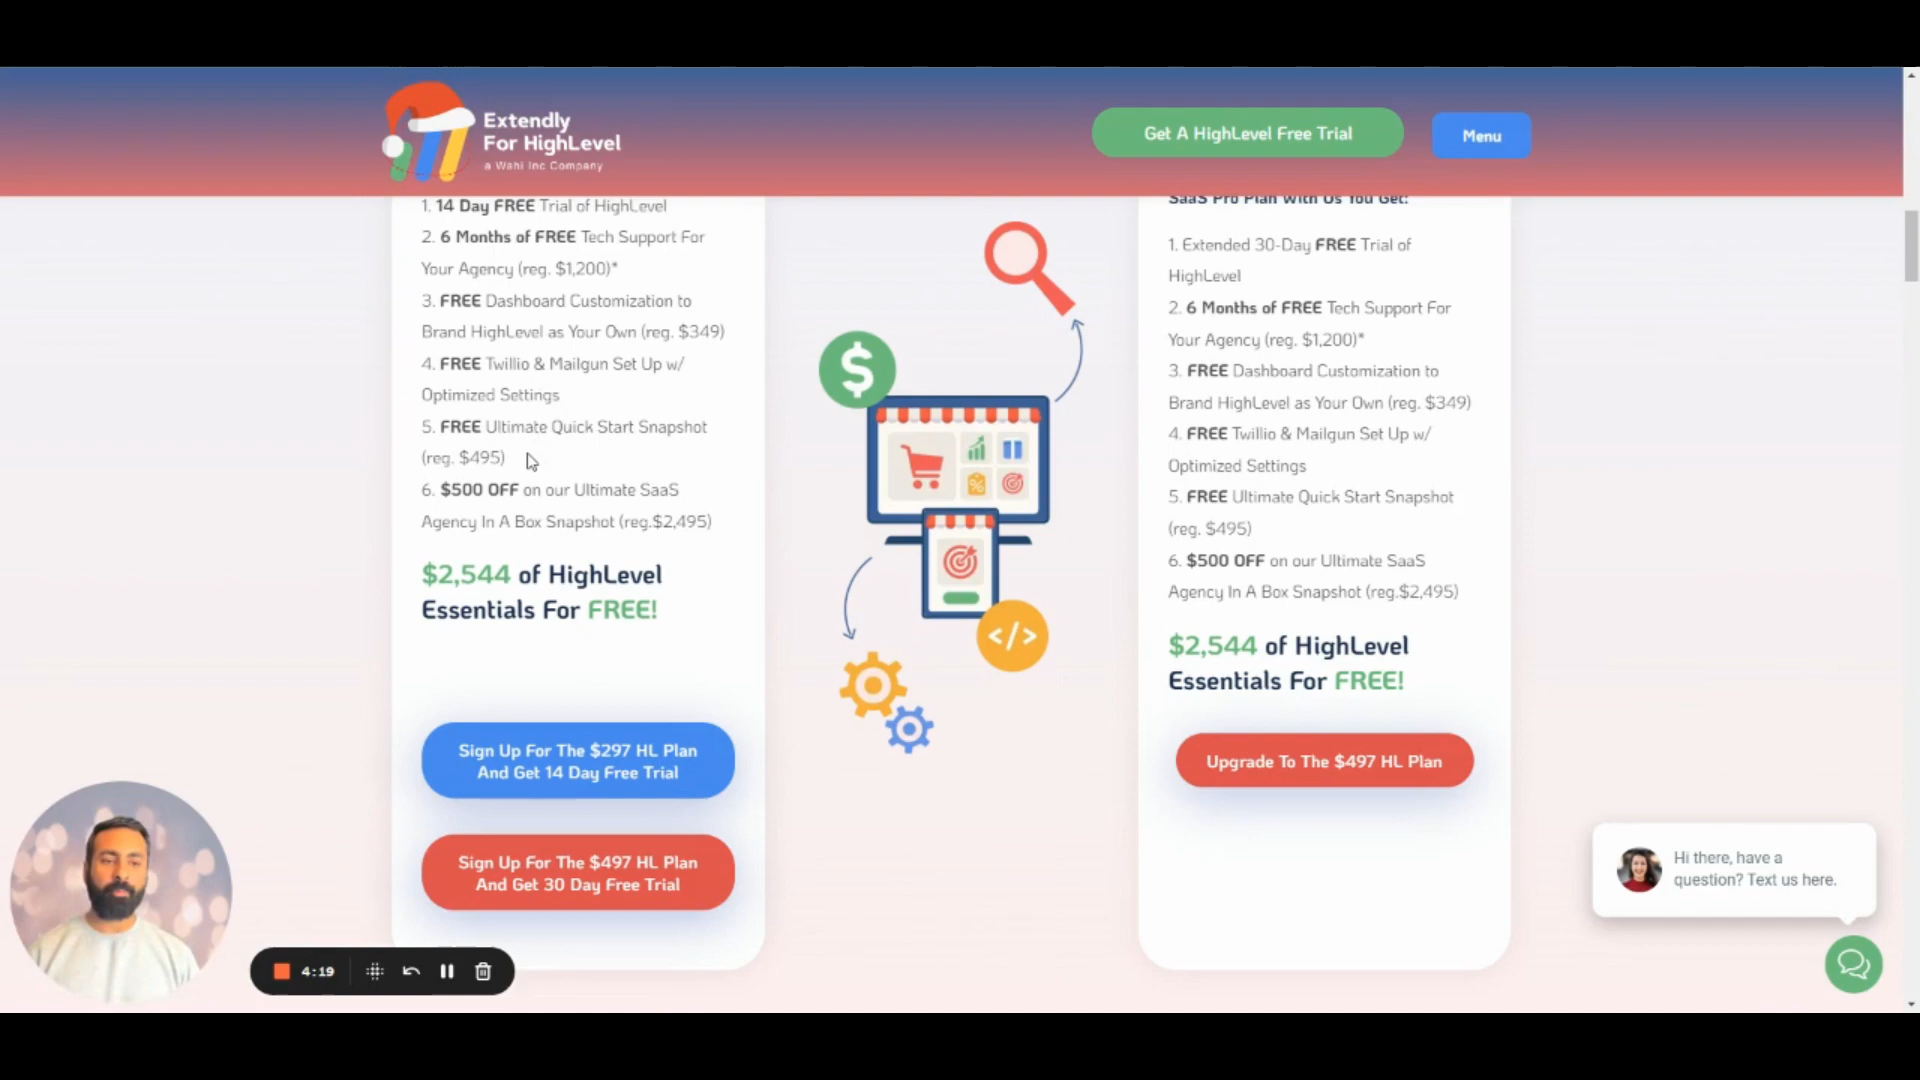 Extendly
For HighLevel
a Wahl Inc Company
Get A HighLevel Free Trial
Menu
1. 14 Day FREE Trial of HighLevel
2. 6 Months of FREE Tech Support For
Your Agency (reg. $1,200)*
3. FREE Dashboard Customization to
Brand HighLevel as Your Own (reg. $349)
4. FREE Twillio & Mailgun Set Up w/
Optimized Settings
5. FREE Ultimate Quick Start Snapshot
(reg. $495)
6. $500 OFF on our Ultimate SaaS
Agency In A Box Snapshot (reg.$2,495)
$2,544 of HighLevel
Essentials For FREE!
Sign Up For The $297 HL Plan
And Get 14 Day Free Trial
Sign Up For The $497 HL Plan
And Get 30 Day Free Trial
$
%
</>
SaaS Pro Plan With Us You Get:
1. Extended 30-Day FREE Trial of
HighLevel
2. 6 Months of FREE Tech Support For
Your Agency (reg. $1,200)*
3. FREE Dashboard Customization to
Brand HighLevel as Your Own (reg. $349)
4. FREE Twillio & Mailgun Set Up w/
Optimized Settings
5. FREE Ultimate Quick Start Snapshot
(reg. $495)
6. $500 OFF on our Ultimate SaaS
Agency In A Box Snapshot (reg.$2,495)
$2,544 of HighLevel
Essentials For FREE!
Upgrade To The $497 HL Plan
Hi there, have a
question? Text us here.
4:19